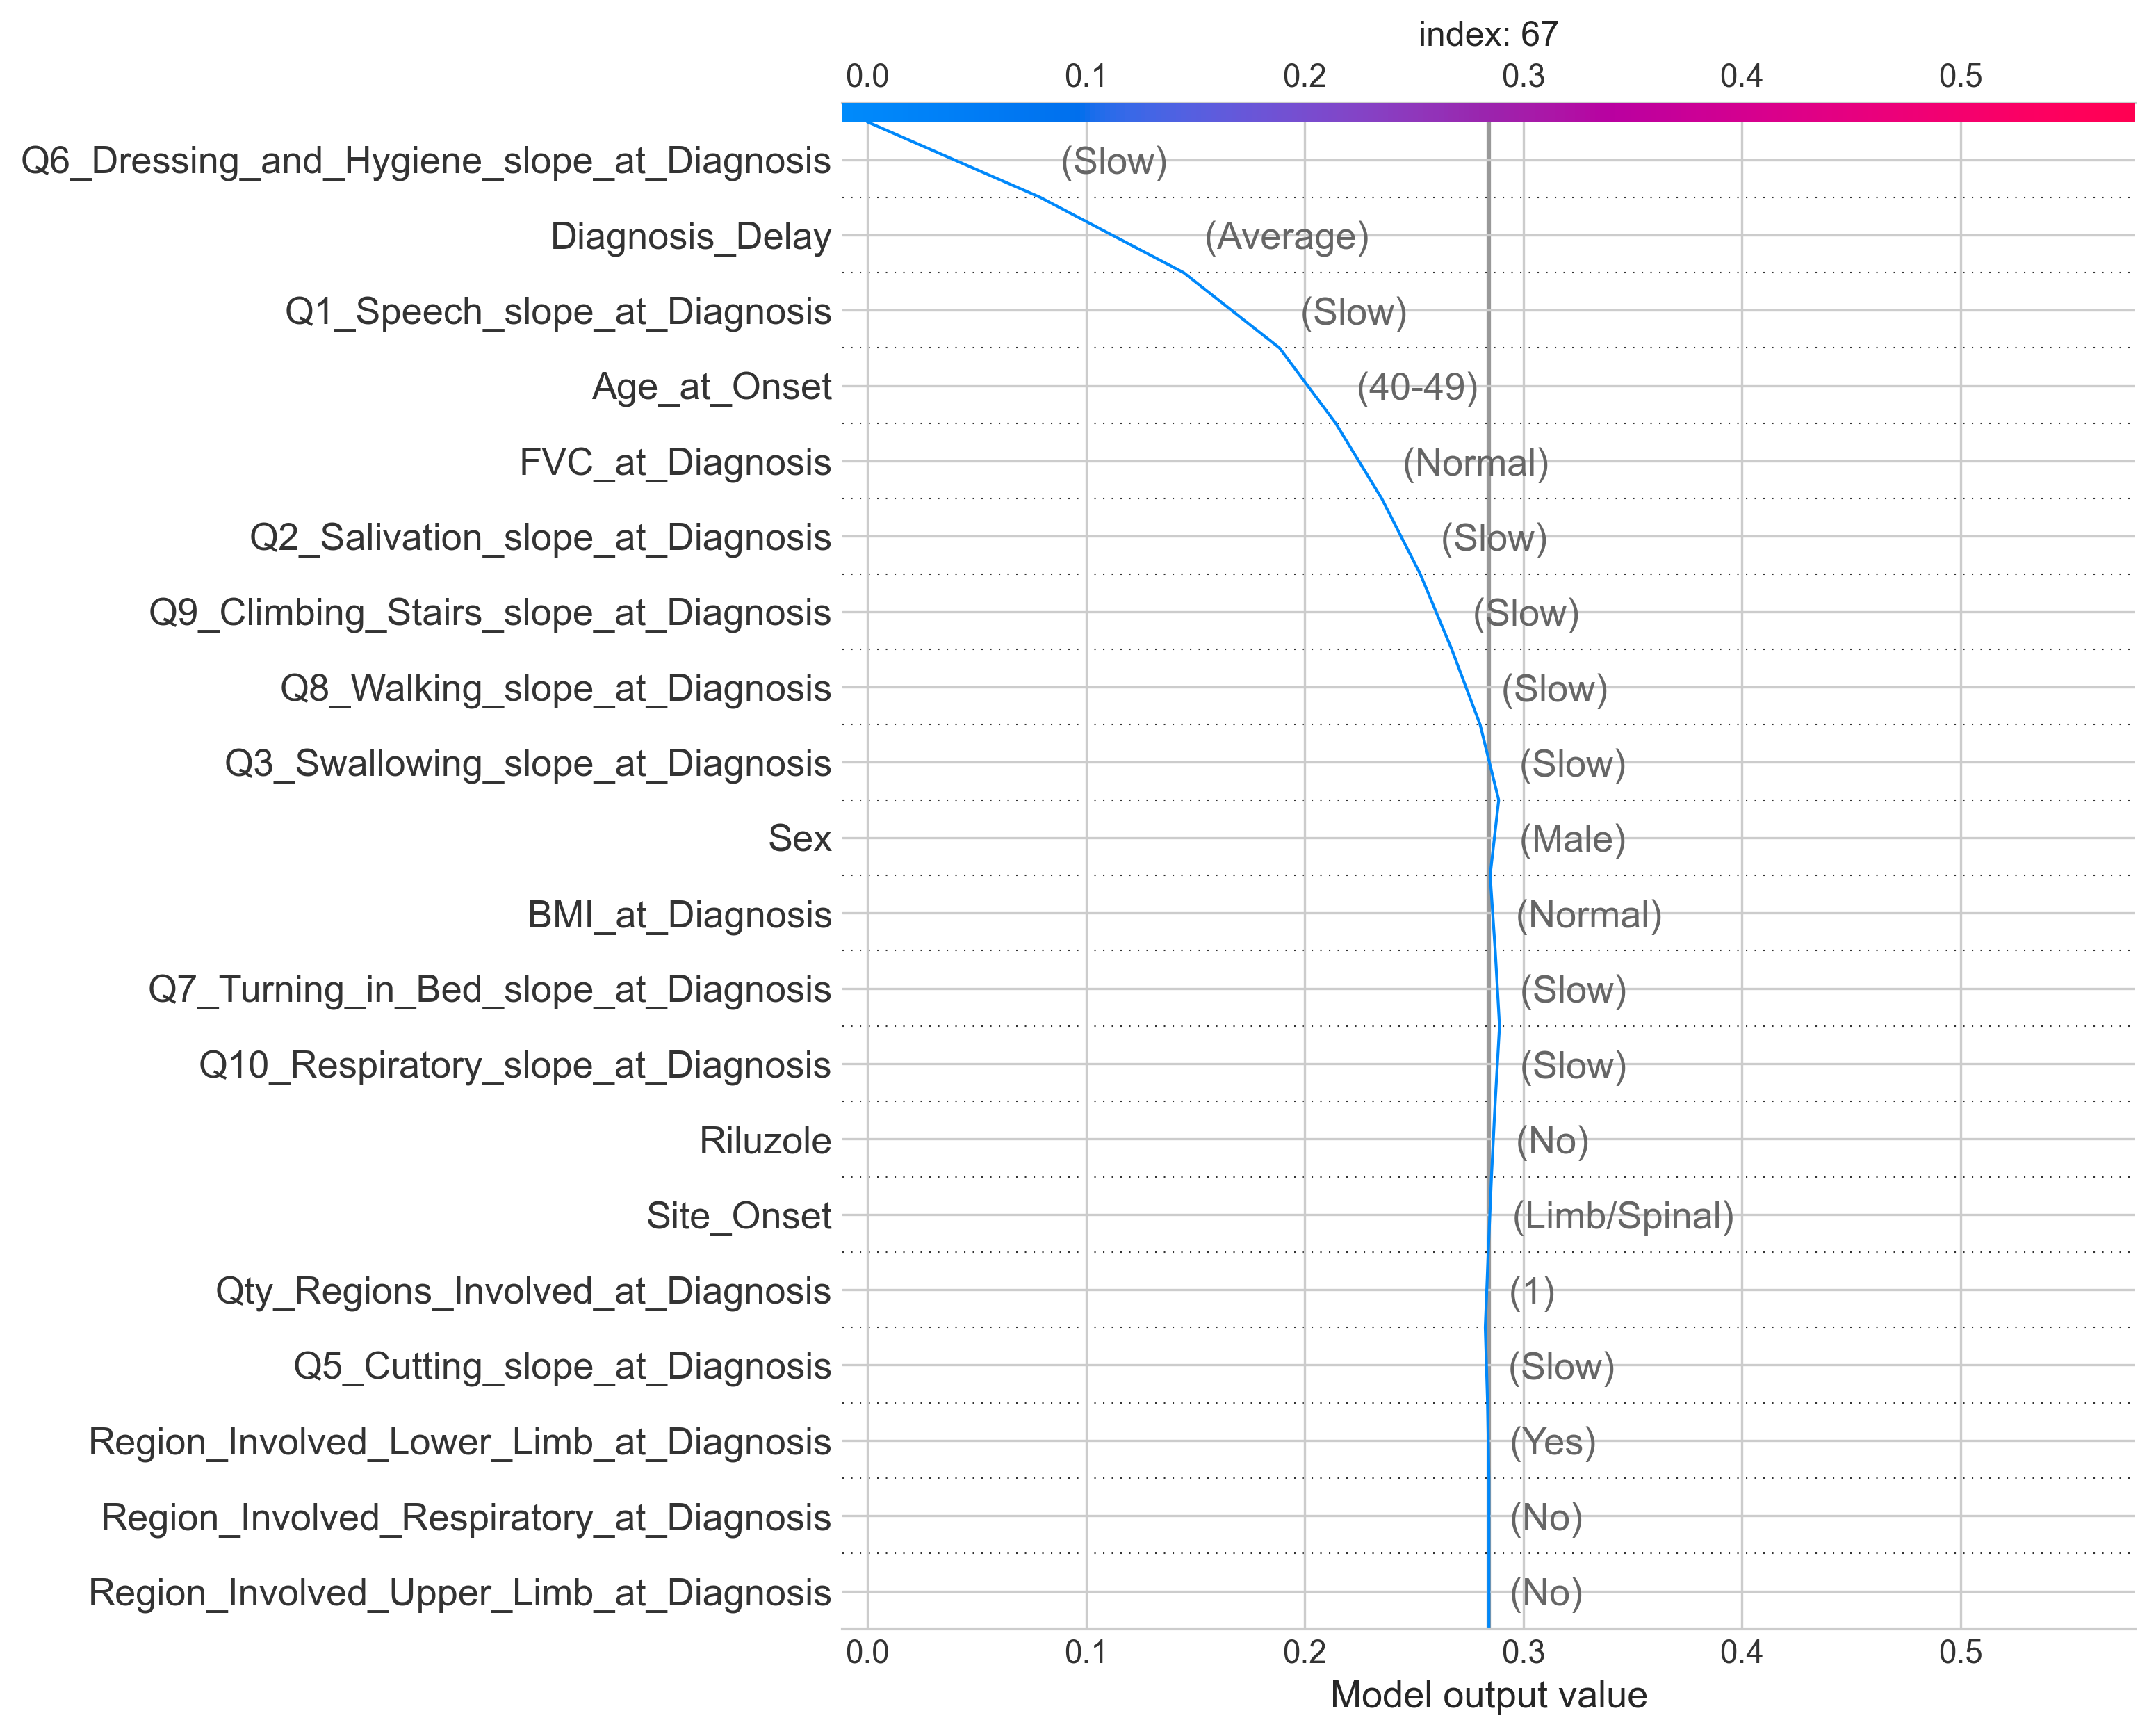 index: 67
0.0 0.1 0.2 0.3 0.4 0.5
Q6_Dressing_and_Hygiene_slope_at_Diagnosis (Slow)
Diagnosis_Delay (Average)
Q1_Speech_slope_at_Diagnosis (Slow)
Age_at_Onset (40-49)
FVC_at_Diagnosis (Normal)
Q2_Salivation_slope_at_Diagnosis (Slow)
Q9_Climbing_Stairs_slope_at_Diagnosis (Slow)
Q8_Walking_slope_at_Diagnosis (Slow)
Q3_Swallowing_slope_at_Diagnosis (Slow)
Sex (Male)
BMI_at_Diagnosis (Normal)
Q7_Turning_in_Bed_slope_at_Diagnosis (Slow)
Q10_Respiratory_slope_at_Diagnosis (Slow)
Riluzole (No)
Site_Onset (Limb/Spinal)
Qty_Regions_Involved_at_Diagnosis (1)
Q5_Cutting_slope_at_Diagnosis (Slow)
Region_Involved_Lower_Limb_at_Diagnosis (Yes)
Region_Involved_Respiratory_at_Diagnosis (No)
Region_Involved_Upper_Limb_at_Diagnosis (No)
0.0 0.1 0.2 0.3 0.4 0.5
Model output value